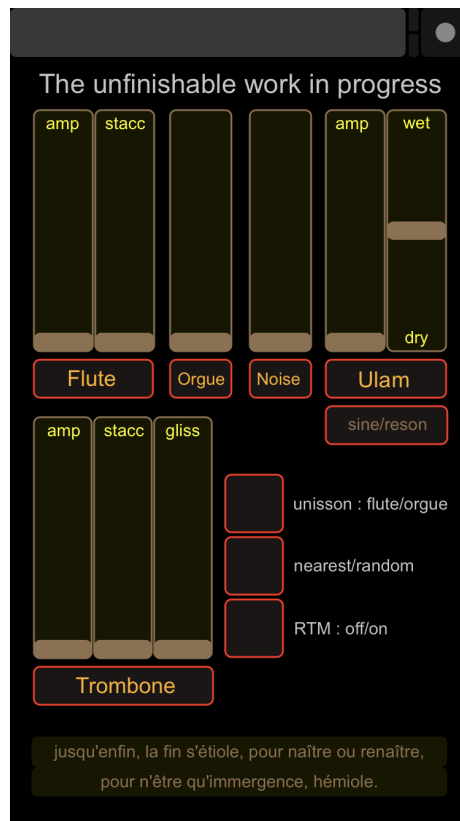 The unfinishable work in progress
amp stacc amp wet
dry
Flute Orgue Noise Ulam
sine/reson
amp stacc gliss
unisson : flute/orgue
nearest/random
RTM : off/on
Trombone
jusqu'enfin, la fin s'étiole, pour naître ou renaître,
pour n'être qu'immergence, hémiole.